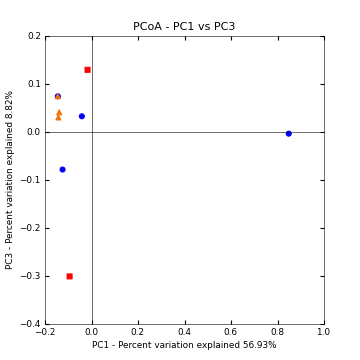 PCoA - PC1 vs PC3
0.2
0.1
0.0
−0.1
−0.2
−0.3
−0.4
PC3 - Percent variation explained 8.82%
−0.2 0.0 0.2 0.4 0.6 0.8 1.0
PC1 - Percent variation explained 56.93%